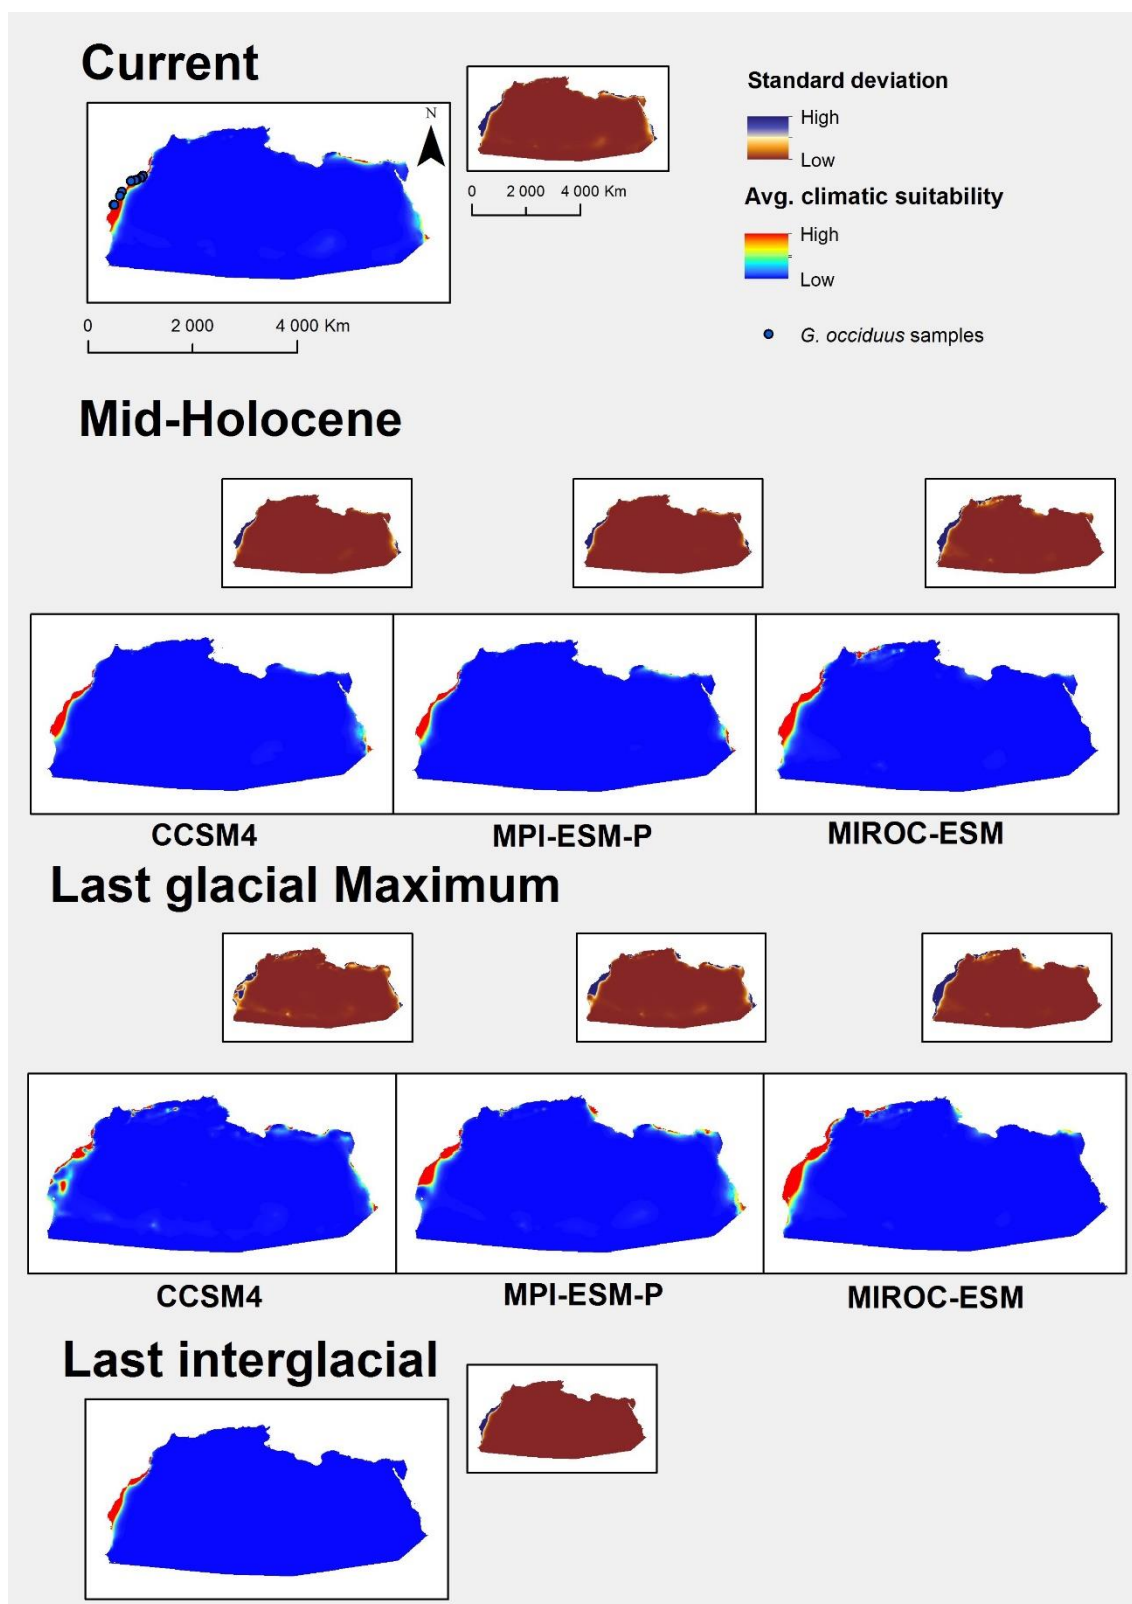 Current
N
0 2 000 4 000 Km
0 2 000 4 000 Km
Standard deviation
High
Low
Avg. climatic suitability
High
Low
G. occiduus samples
Mid-Holocene
CCSM4 MPI-ESM-P MIROC-ESM
Last glacial Maximum
CCSM4 MPI-ESM-P MIROC-ESM
Last interglacial